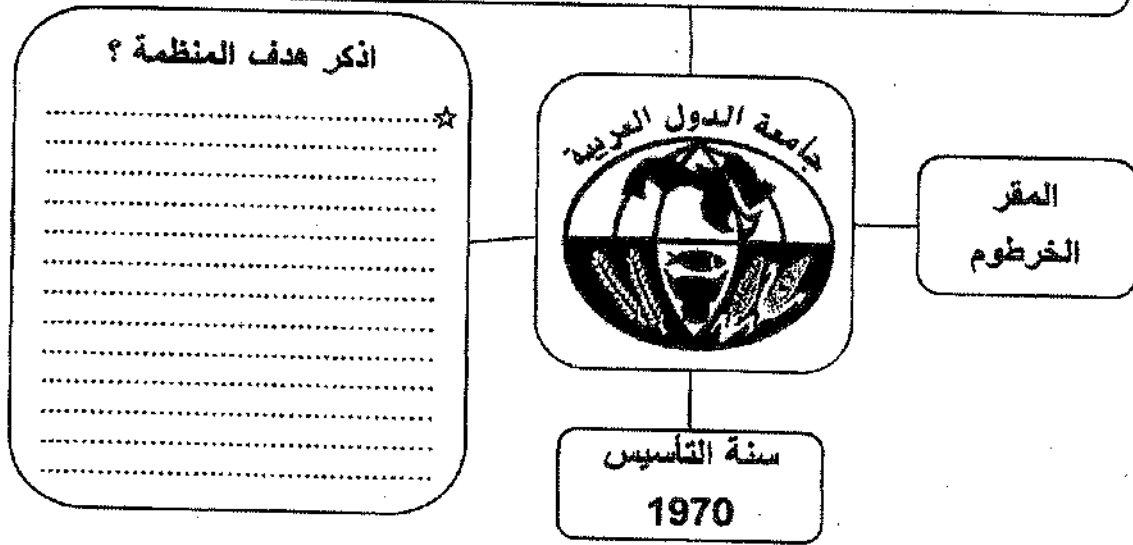 اذكر هدف المنظمة ؟
جامعة الدول العربية
المقر
الخرطوم
سنة التأسيس
1970